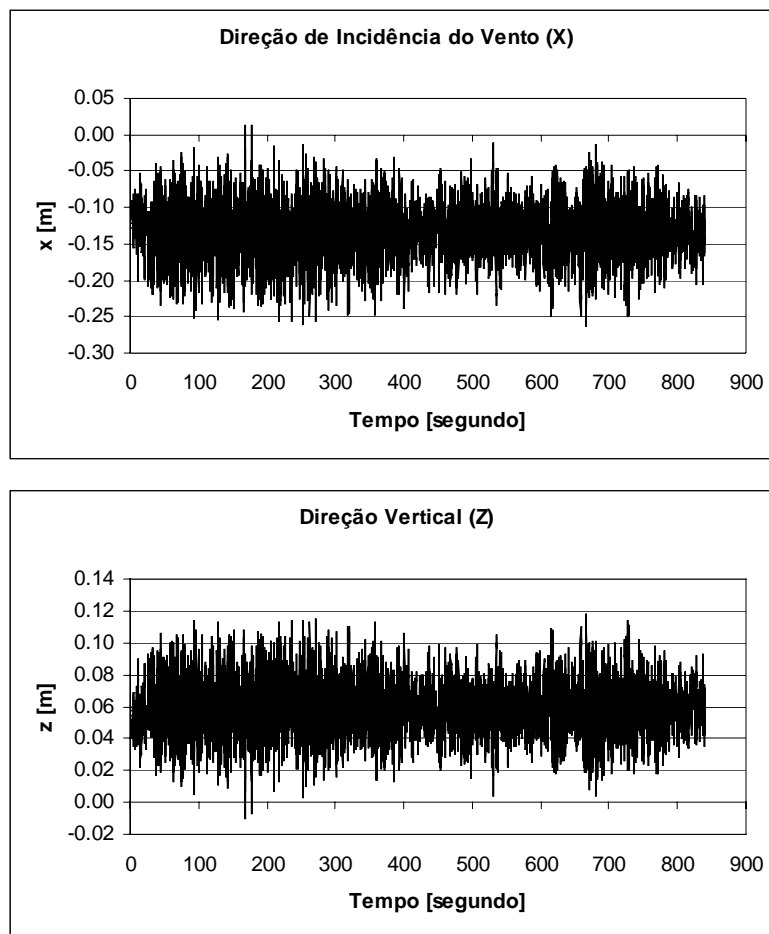 Direção de Incidência do Vento (X)
0.05
0.00
-0.05
-0.10
-0.15
-0.20
-0.25
-0.30
x [m]
0 100 200 300 400 500 600 700 800 900
Tempo [segundo]
Direção Vertical (Z)
0.14
0.12
0.10
0.08
0.06
0.04
0.02
0.00
-0.02
z [m]
0 100 200 300 400 500 600 700 800 900
Tempo [segundo]